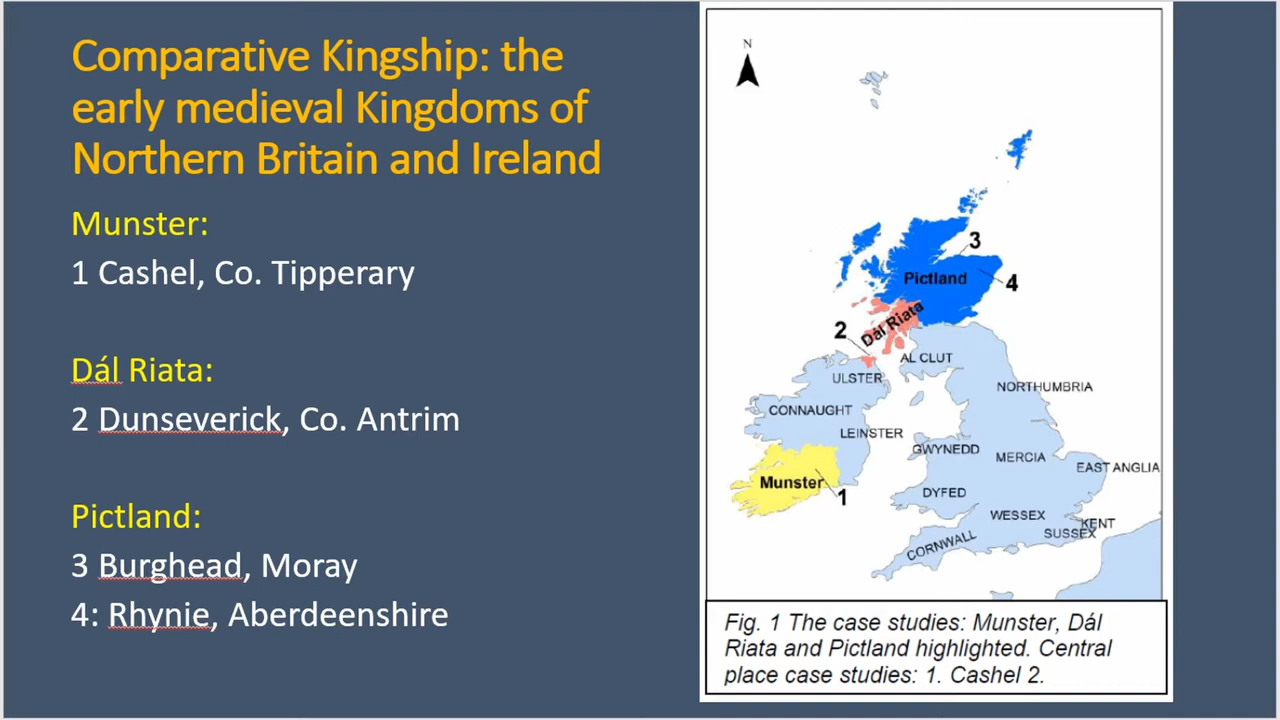 Comparative Kingship: the
early medieval Kingdoms of
Northern Britain and Ireland
Munster:
1 Cashel, Co. Tipperary
Dál Riata:
2 Dunseverick, Co. Antrim
Pictland:
3 Burghead, Moray
4: Rhynie, Aberdeenshire
N
3
Pictland
4
2
Dál Riata
AL CLUT
ULSTER
NORTHUMBRIA
CONNAUGHT
LEINSTER
GWYNEDD
MERCIA
EAST ANGLIA
Munster
1
DYFED
WESSEX
KENT
SUSSEX
CORNWALL
Fig. 1 The case studies: Munster, Dál
Riata and Pictland highlighted. Central
place case studies: 1. Cashel 2.